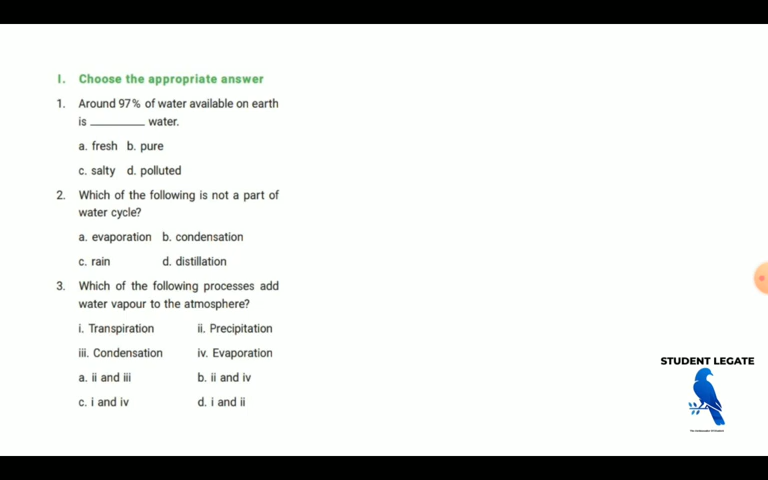 I. Choose the appropriate answer
1. Around 97% of water available on earth
is _________ water.
a. fresh b. pure
c. salty d. polluted
2. Which of the following is not a part of
water cycle?
a. evaporation b. condensation
c. rain d. distillation
3. Which of the following processes add
water vapour to the atmosphere?
i. Transpiration ii. Precipitation
iii. Condensation iv. Evaporation
a. ii and iii b. ii and iv
c. i and iv d. i and ii
STUDENT LEGATE